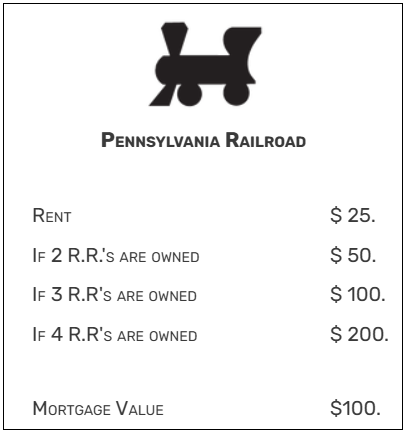 Pennsylvania Railroad
Rent $ 25.
If 2 R.R.'s are owned $ 50.
If 3 R.R's are owned $ 100.
If 4 R.R's are owned $ 200.
Mortgage Value $100.